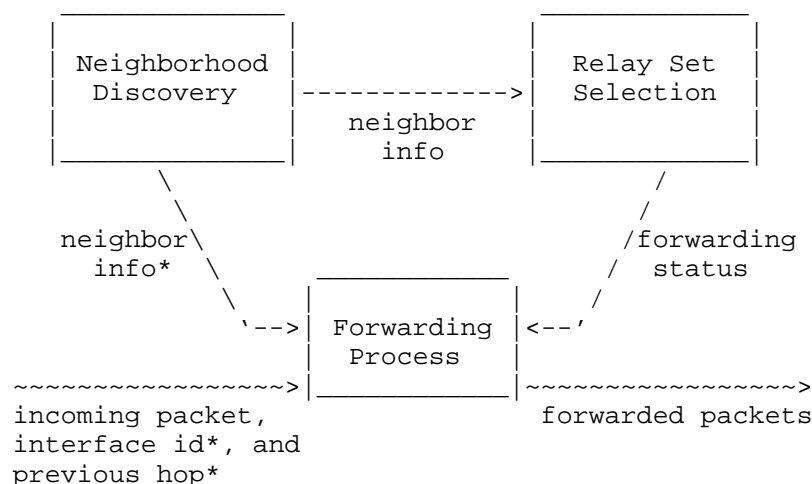 Neighborhood
Discovery
Relay Set
Selection
neighbor
info
neighbor
info*
forwarding
status
Forwarding
Process
incoming packet,
interface id*, and
previous hop*
forwarded packets